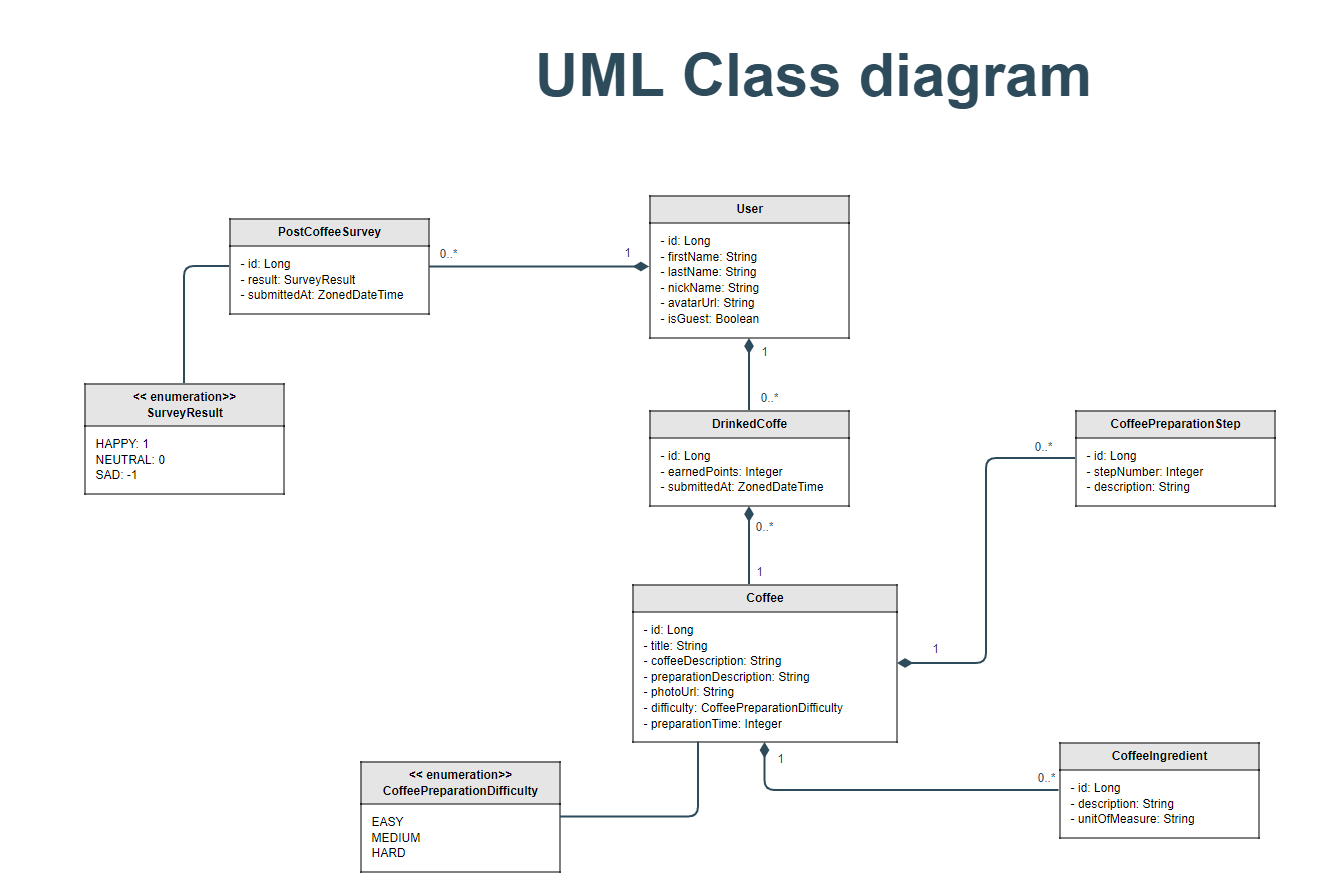 UML Class diagram
User
- id: Long
- firstName: String
- lastName: String
- nickName: String
- avatarUrl: String
- isGuest: Boolean
PostCoffeeSurvey
- id: Long
- result: SurveyResult
- submittedAt: ZonedDateTime
0..*
1
1
0..*
<< enumeration>>
SurveyResult
HAPPY: 1
NEUTRAL: 0
SAD: -1
DrinkedCoffe
- id: Long
- earnedPoints: Integer
- submittedAt: ZonedDateTime
0..*
1
CoffeePreparationStep
- id: Long
- stepNumber: Integer
- description: String
0..*
1
Coffee
- id: Long
- title: String
- coffeeDescription: String
- preparationDescription: String
- photoUrl: String
- difficulty: CoffeePreparationDifficulty
- preparationTime: Integer
1
0..*
<< enumeration>>
CoffeePreparationDifficulty
EASY
MEDIUM
HARD
CoffeeIngredient
- id: Long
- description: String
- unitOfMeasure: String